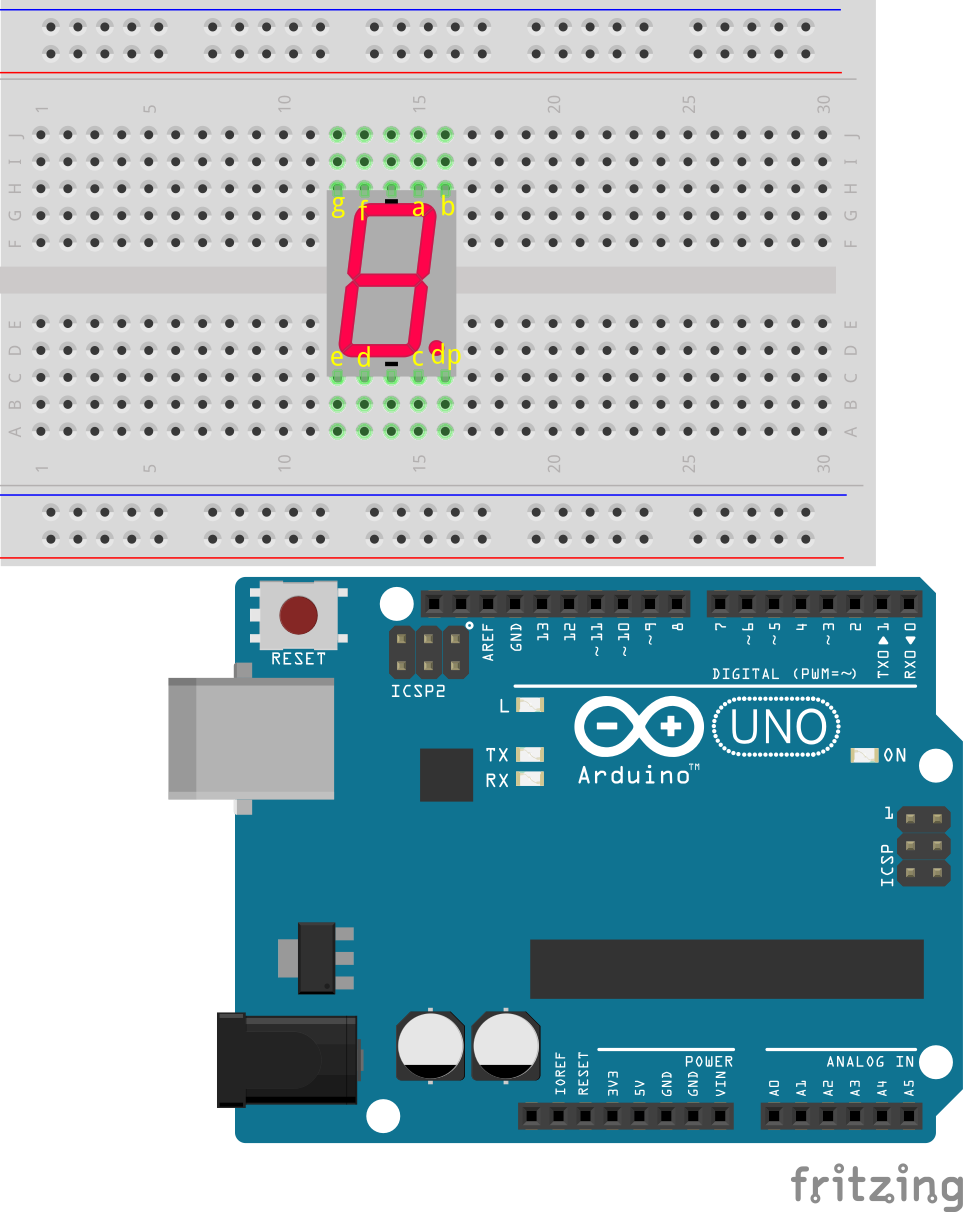 1 5 10 15 20 25 30
J J
I I
H H
G G
F F
g f a b
E E
D D
C C
B B
A A
e d c dp
1 5 10 15 20 25 30
RESET
ICSP2
AREF GND 13 12 ~11 ~10 ~9 8 7 ~6 ~5 4 ~3 2 TX0▶1 RX0◀0
DIGITAL (PWM=~)
L
TX
RX
UNO
Arduino™
ON
1
ICSP
POWER
ANALOG IN
IOREF RESET 3V3 5V GND GND VIN A0 A1 A2 A3 A4 A5
fritzing